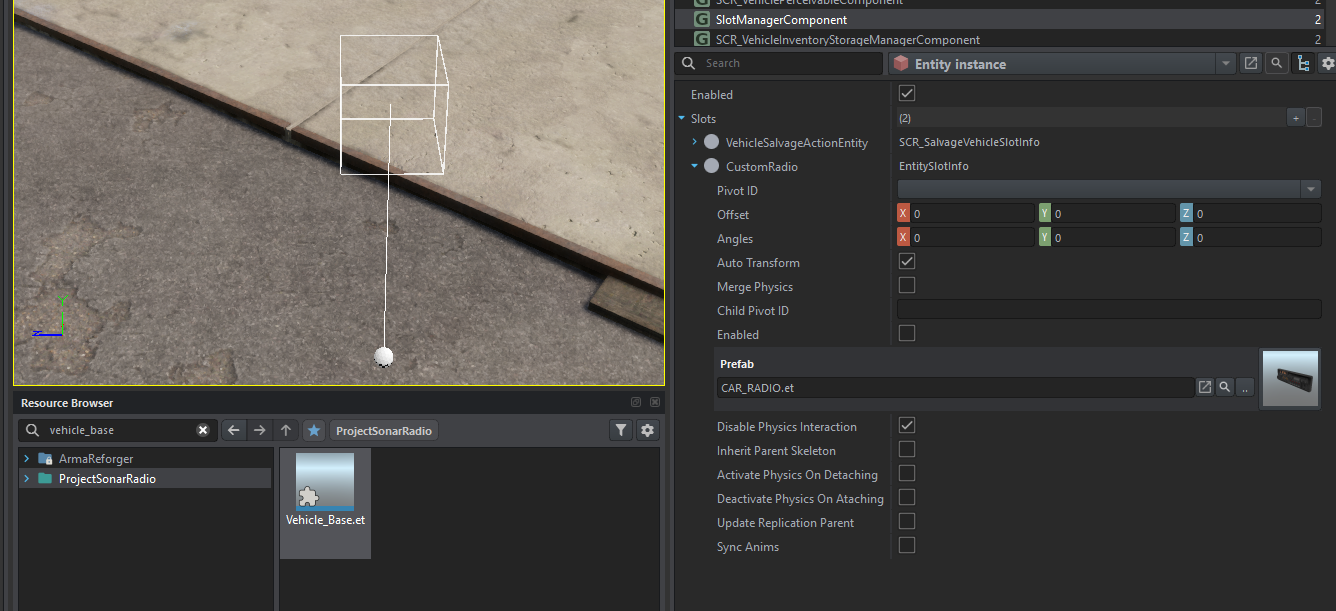 SCR_VehiclePerceivableComponent 2
SlotManagerComponent 2
SCR_VehicleInventoryStorageManagerComponent 2
Search
Entity instance
Enabled
Slots (2) + -
VehicleSalvageActionEntity SCR_SalvageVehicleSlotInfo
CustomRadio EntitySlotInfo
Pivot ID
Offset X 0 Y 0 Z 0
Angles X 0 Y 0 Z 0
Auto Transform
Merge Physics
Child Pivot ID
Enabled
Prefab
CAR_RADIO.et ..
Disable Physics Interaction
Inherit Parent Skeleton
Activate Physics On Detaching
Deactivate Physics On Ataching
Update Replication Parent
Sync Anims
Y
Z
Resource Browser
vehicle_base
ProjectSonarRadio
ArmaReforger
ProjectSonarRadio
Vehicle_Base.et